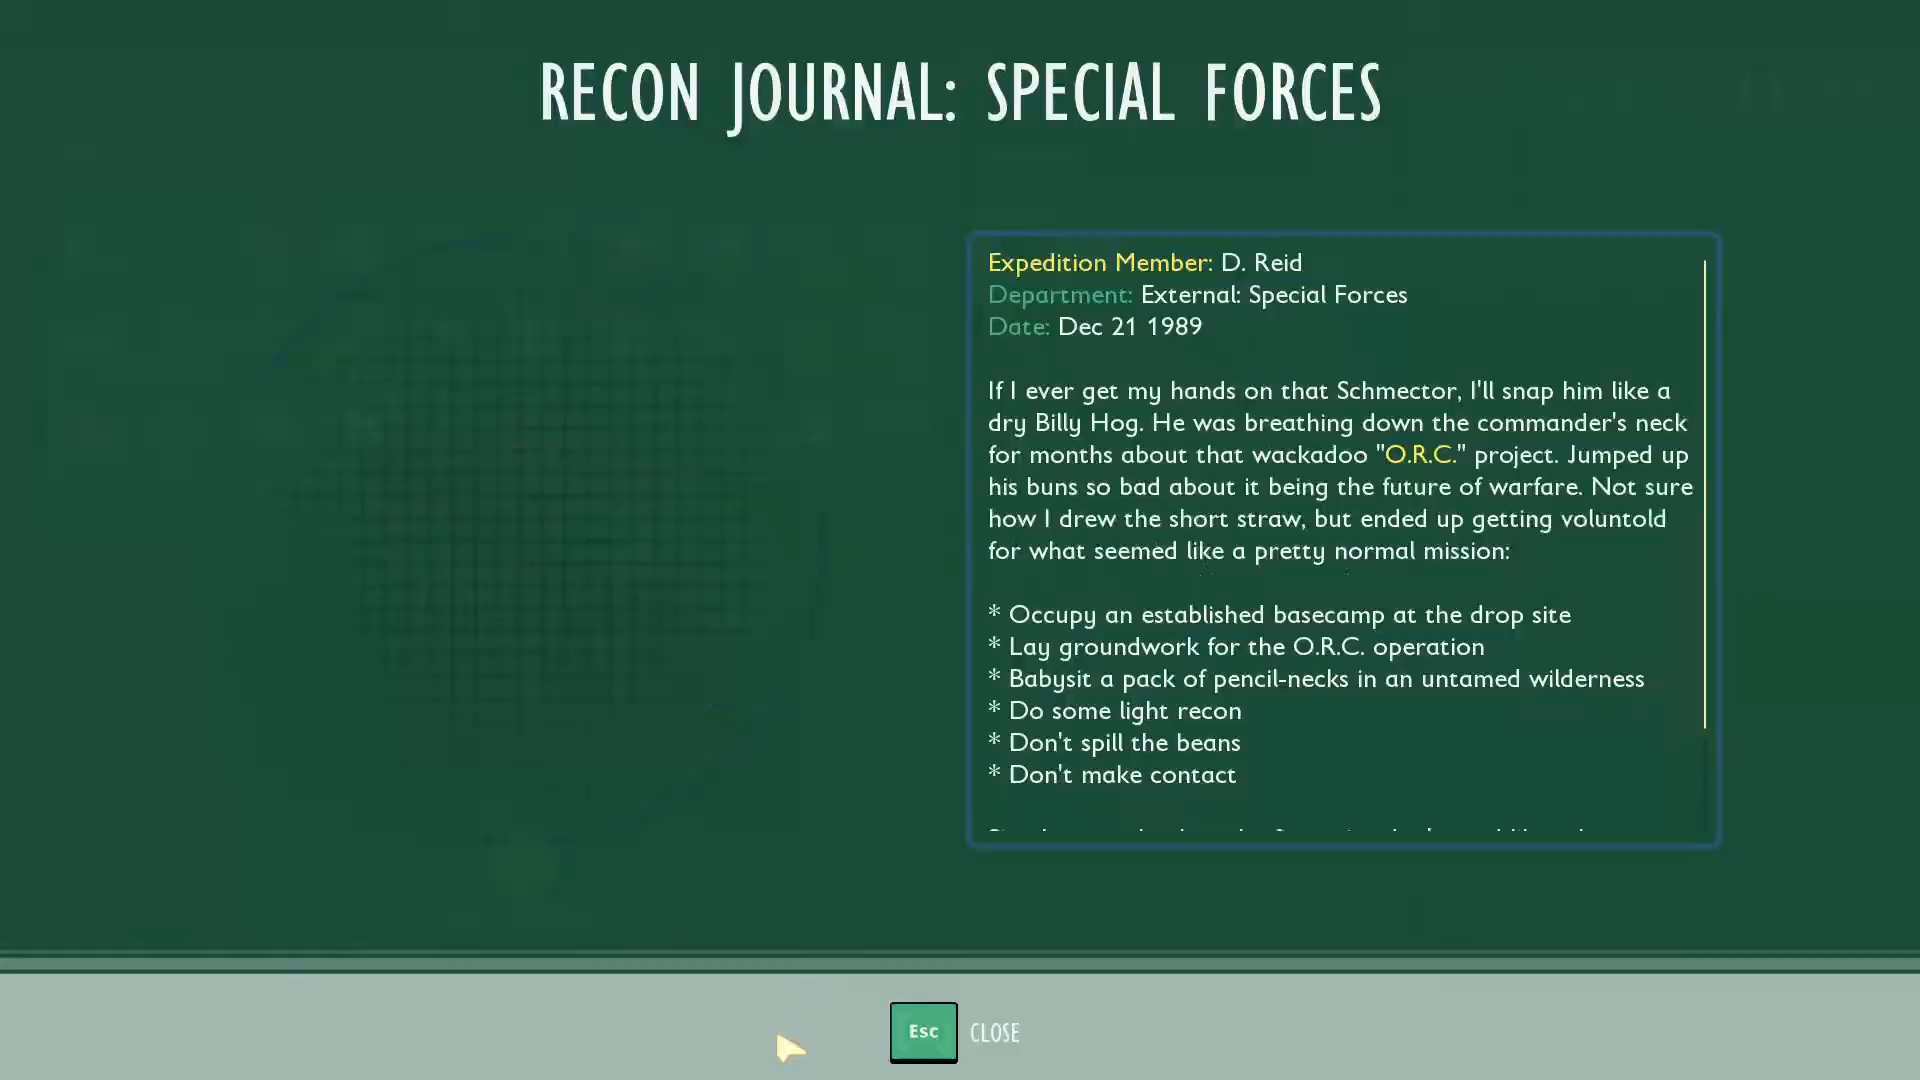 RECON JOURNAL: SPECIAL FORCES
Expedition Member: D. Reid
Department: External: Special Forces
Date: Dec 21 1989
If I ever get my hands on that Schmector, I'll snap him like a
dry Billy Hog. He was breathing down the commander's neck
for months about that wackadoo "O.R.C." project. Jumped up
his buns so bad about it being the future of warfare. Not sure
how I drew the short straw, but ended up getting voluntold
for what seemed like a pretty normal mission:
* Occupy an established basecamp at the drop site
* Lay groundwork for the O.R.C. operation
* Babysit a pack of pencil-necks in an untamed wilderness
* Do some light recon
* Don't spill the beans
* Don't make contact
Esc CLOSE